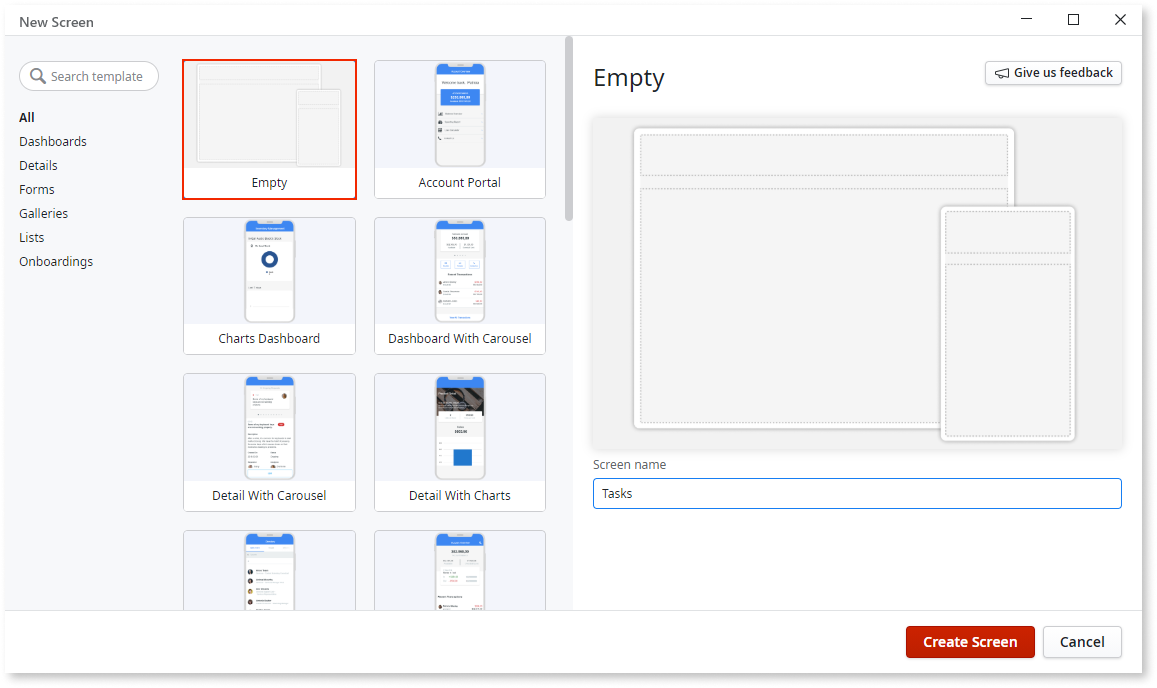 New Screen
Search template
All
Dashboards
Details
Forms
Galleries
Lists
Onboardings
Empty
Account Portal
Charts Dashboard
Dashboard With Carousel
Detail With Carousel
Detail With Charts
Empty
Give us feedback
Screen name
Tasks
Create Screen
Cancel